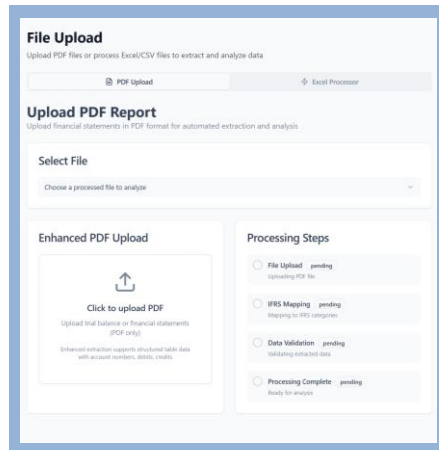 File Upload
Upload PDF files or process Excel/CSV files to extract and analyze data
PDF Upload
Excel Processor
Upload PDF Report
Upload financial statements in PDF format for automated extraction and analysis
Select File
Choose a processed file to analyze
Enhanced PDF Upload
Click to upload PDF
Upload trial balance or financial statements
(PDF only)
Enhanced extraction supports structured table data
with account numbers, debits, credits
Processing Steps
File Upload pending
Uploading PDF file
IFRS Mapping pending
Mapping to IFRS categories
Data Validation pending
Validating extracted data
Processing Complete pending
Ready for analysis